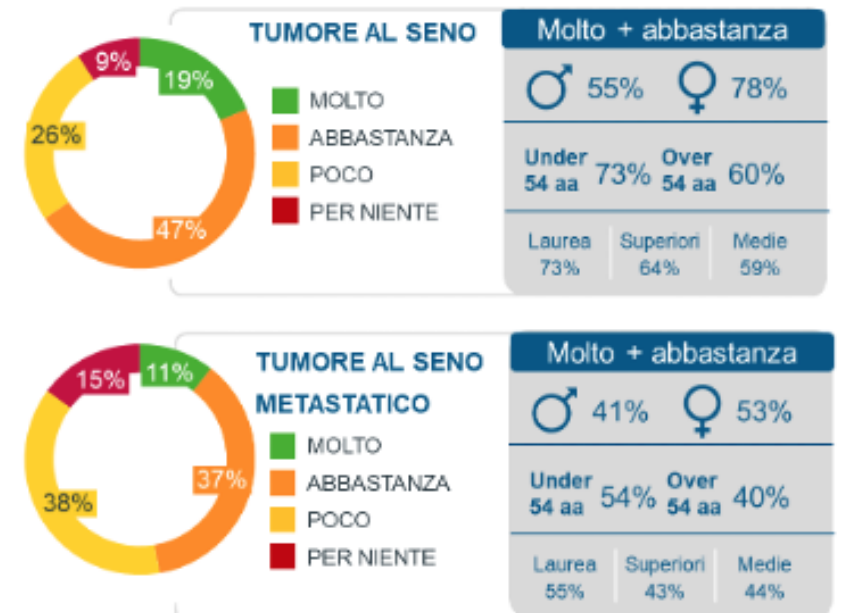 TUMORE AL SENO
9%
19%
26%
47%
MOLTO
ABBASTANZA
POCO
PER NIENTE
Molto + abbastanza
55% 78%
Under 54 aa 73% Over 54 aa 60%
Laurea Superiori Medie
73% 64% 59%
TUMORE AL SENO
METASTATICO
15% 11%
37%
38%
MOLTO
ABBASTANZA
POCO
PER NIENTE
Molto + abbastanza
41% 53%
Under 54 aa 54% Over 54 aa 40%
Laurea Superiori Medie
55% 43% 44%